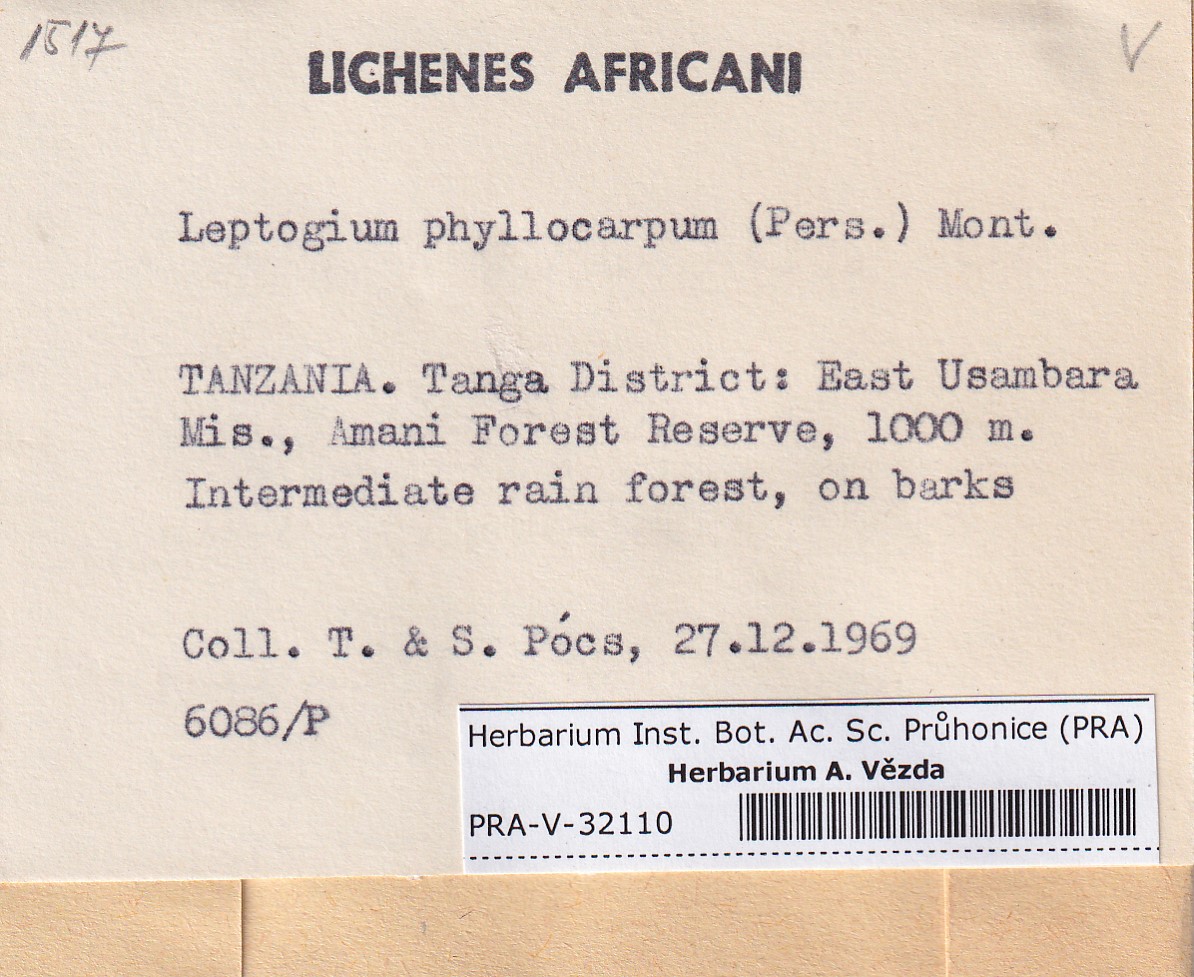 1517
V
LICHENES AFRICANI
Leptogium phyllocarpum (Pers.) Mont.
TANZANIA. Tanga District: East Usambara
Mis., Amani Forest Reserve, 1000 m.
Intermediate rain forest, on barks
Coll. T. & S. Pócs, 27.12.1969
6086/P
Herbarium Inst. Bot. Ac. Sc. Průhonice (PRA)
Herbarium A. Vězda
PRA-V-32110